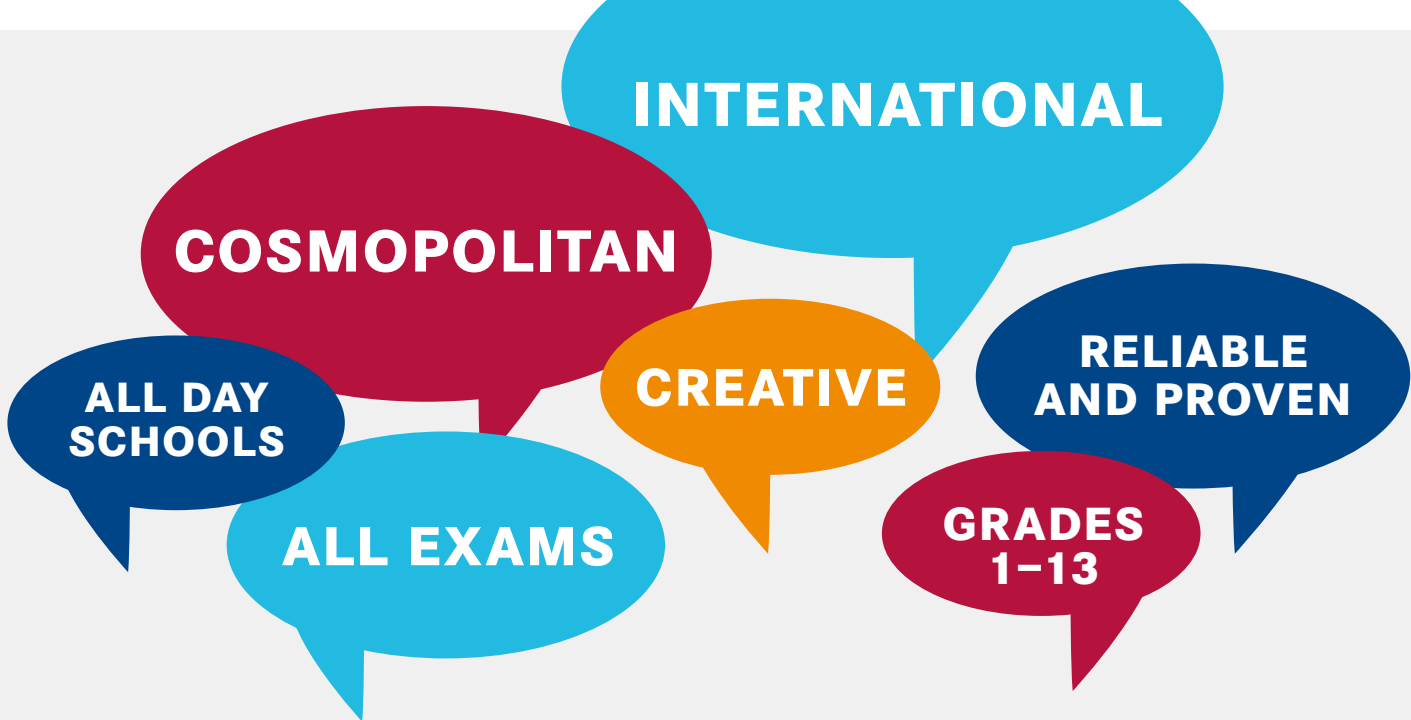 INTERNATIONAL
COSMOPOLITAN
CREATIVE
RELIABLE
AND PROVEN
ALL DAY
SCHOOLS
ALL EXAMS
GRADES
1–13